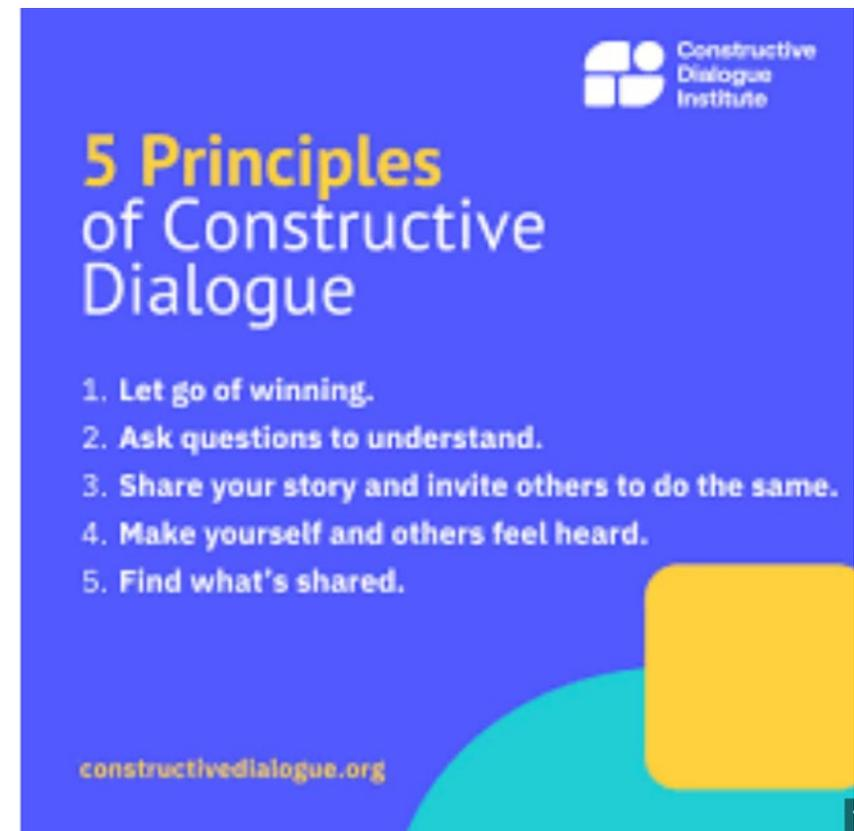 Constructive
Dialogue
Institute
5 Principles
of Constructive
Dialogue
1. Let go of winning.
2. Ask questions to understand.
3. Share your story and invite others to do the same.
4. Make yourself and others feel heard.
5. Find what's shared.
constructivedialogue.org